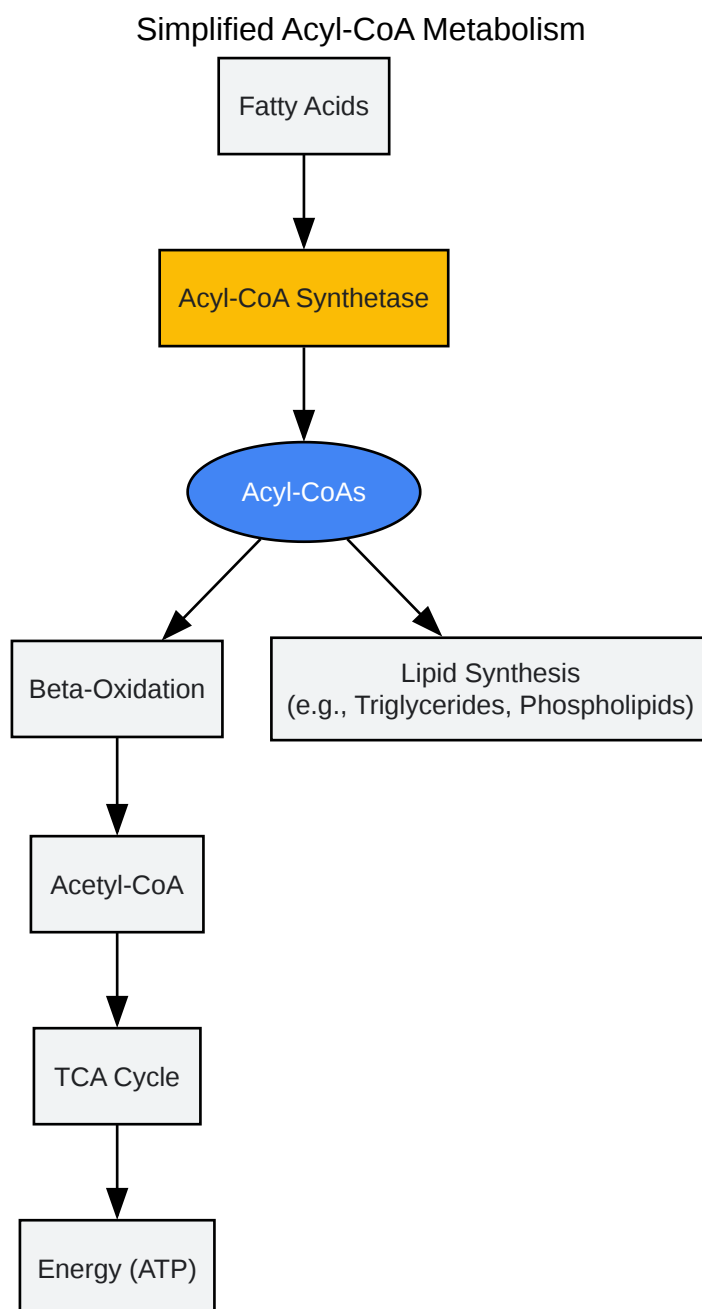 Simplified Acyl-CoA Metabolism
Fatty Acids
Acyl-CoA Synthetase
Acyl-CoAs
Beta-Oxidation
Lipid Synthesis
(e.g., Triglycerides, Phospholipids)
Acetyl-CoA
TCA Cycle
Energy (ATP)